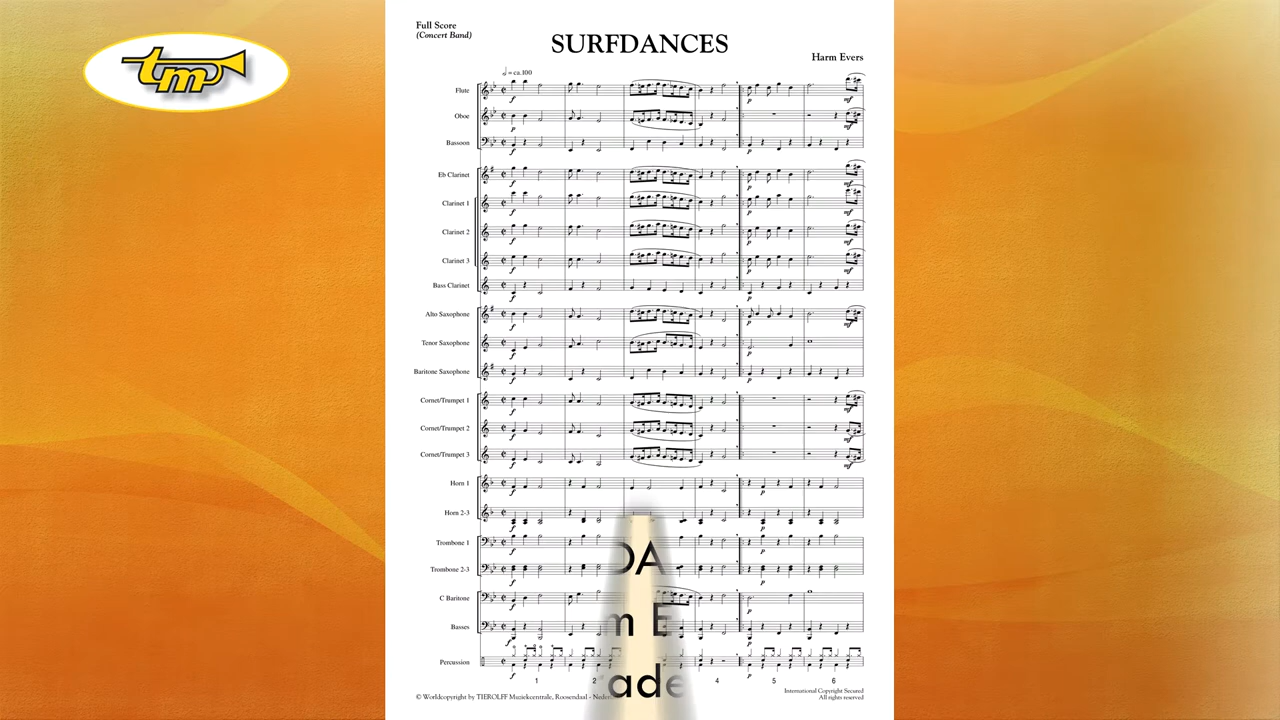 tm
Full Score
(Concert Band)
SURFDANCES
Harm Evers
= ca.100
Flute
Oboe
Bassoon
Eb Clarinet
Clarinet 1
Clarinet 2
Clarinet 3
Bass Clarinet
Alto Saxophone
Tenor Saxophone
Baritone Saxophone
Cornet/Trumpet 1
Cornet/Trumpet 2
Cornet/Trumpet 3
Horn 1
Horn 2-3
Trombone 1
Trombone 2-3
C Baritone
Basses
Percussion
DA
m E
ade
1 2 4 5 6
© Worldcopyright by TIEROLFF Muziekcentrale, Roosendaal -
International Copyright Secured
All rights reserved